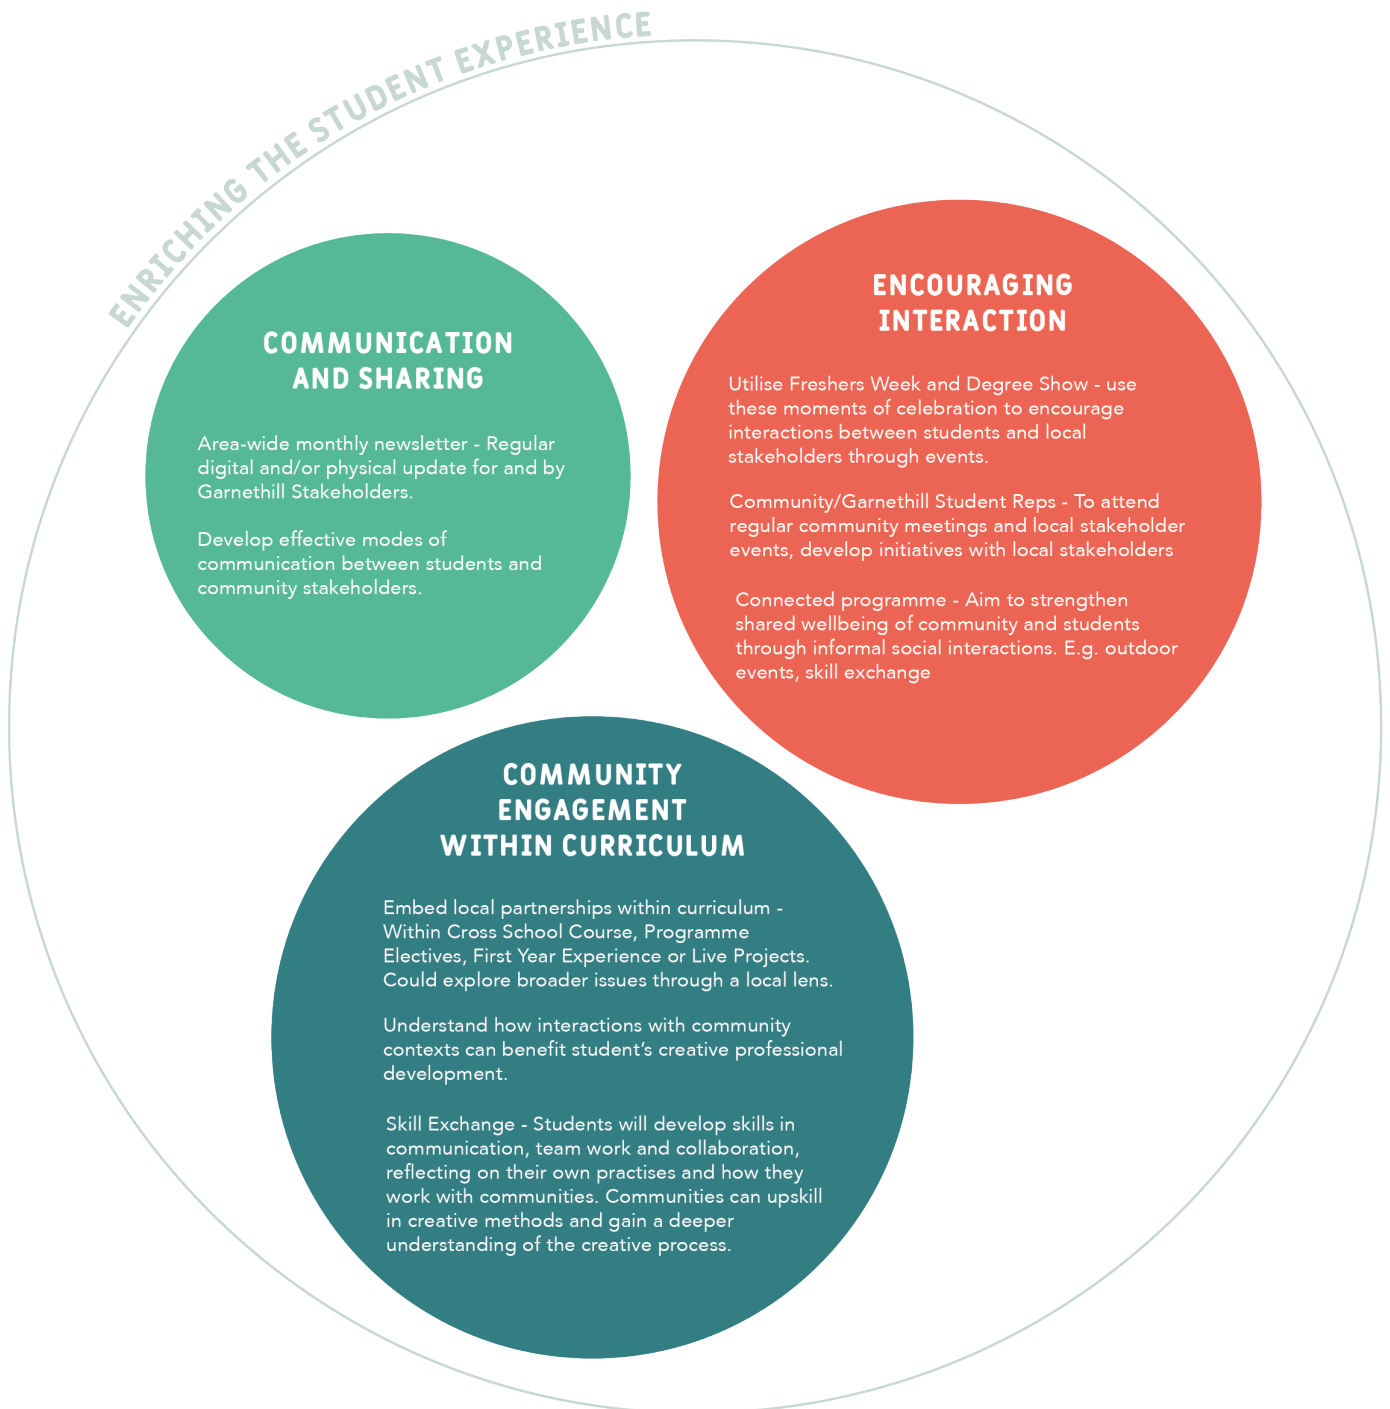 ENRICHING THE STUDENT EXPERIENCE
COMMUNICATION
AND SHARING
Area-wide monthly newsletter - Regular
digital and/or physical update for and by
Garnethill Stakeholders.
Develop effective modes of
communication between students and
community stakeholders.
ENCOURAGING
INTERACTION
Utilise Freshers Week and Degree Show - use
these moments of celebration to encourage
interactions between students and local
stakeholders through events.
Community/Garnethill Student Reps - To attend
regular community meetings and local stakeholder
events, develop initiatives with local stakeholders
Connected programme - Aim to strengthen
shared wellbeing of community and students
through informal social interactions. E.g. outdoor
events, skill exchange
COMMUNITY
ENGAGEMENT
WITHIN CURRICULUM
Embed local partnerships within curriculum -
Within Cross School Course, Programme
Electives, First Year Experience or Live Projects.
Could explore broader issues through a local lens.
Understand how interactions with community
contexts can benefit student’s creative professional
development.
Skill Exchange - Students will develop skills in
communication, team work and collaboration,
reflecting on their own practises and how they
work with communities. Communities can upskill
in creative methods and gain a deeper
understanding of the creative process.